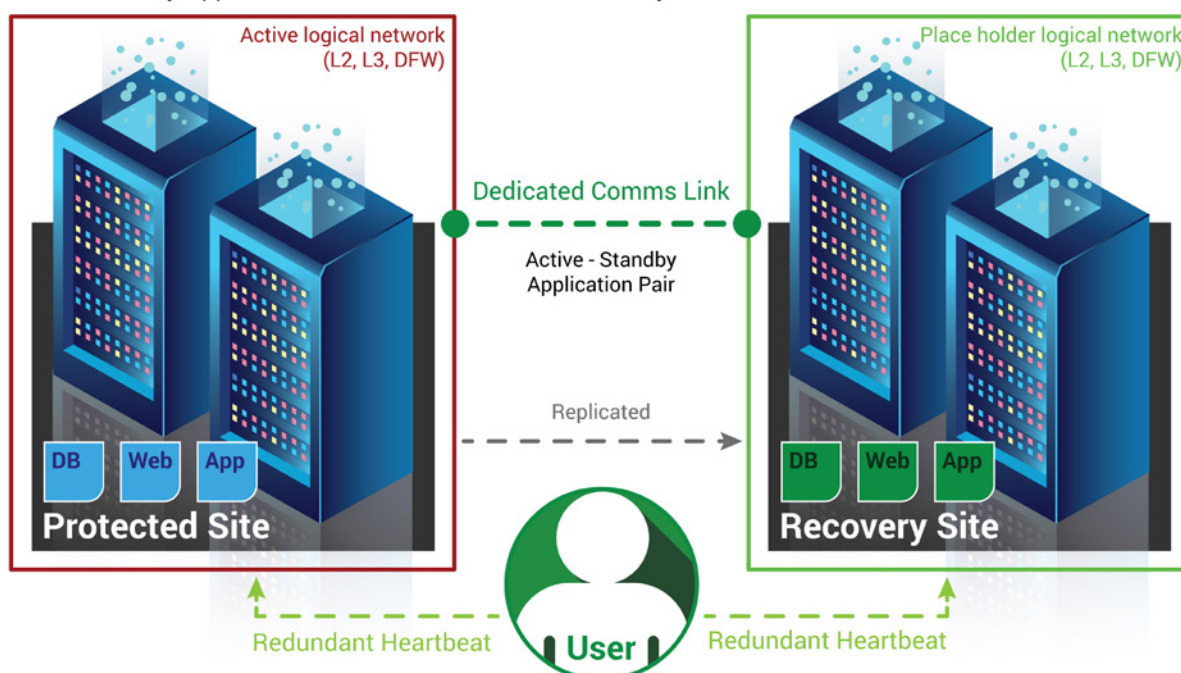 Active logical network
(L2, L3, DFW)
Place holder logical network
(L2, L3, DFW)
Dedicated Comms Link
Active - Standby
Application Pair
Replicated
DB
Web
App
Protected Site
DB
Web
App
Recovery Site
Redundant Heartbeat
User
Redundant Heartbeat